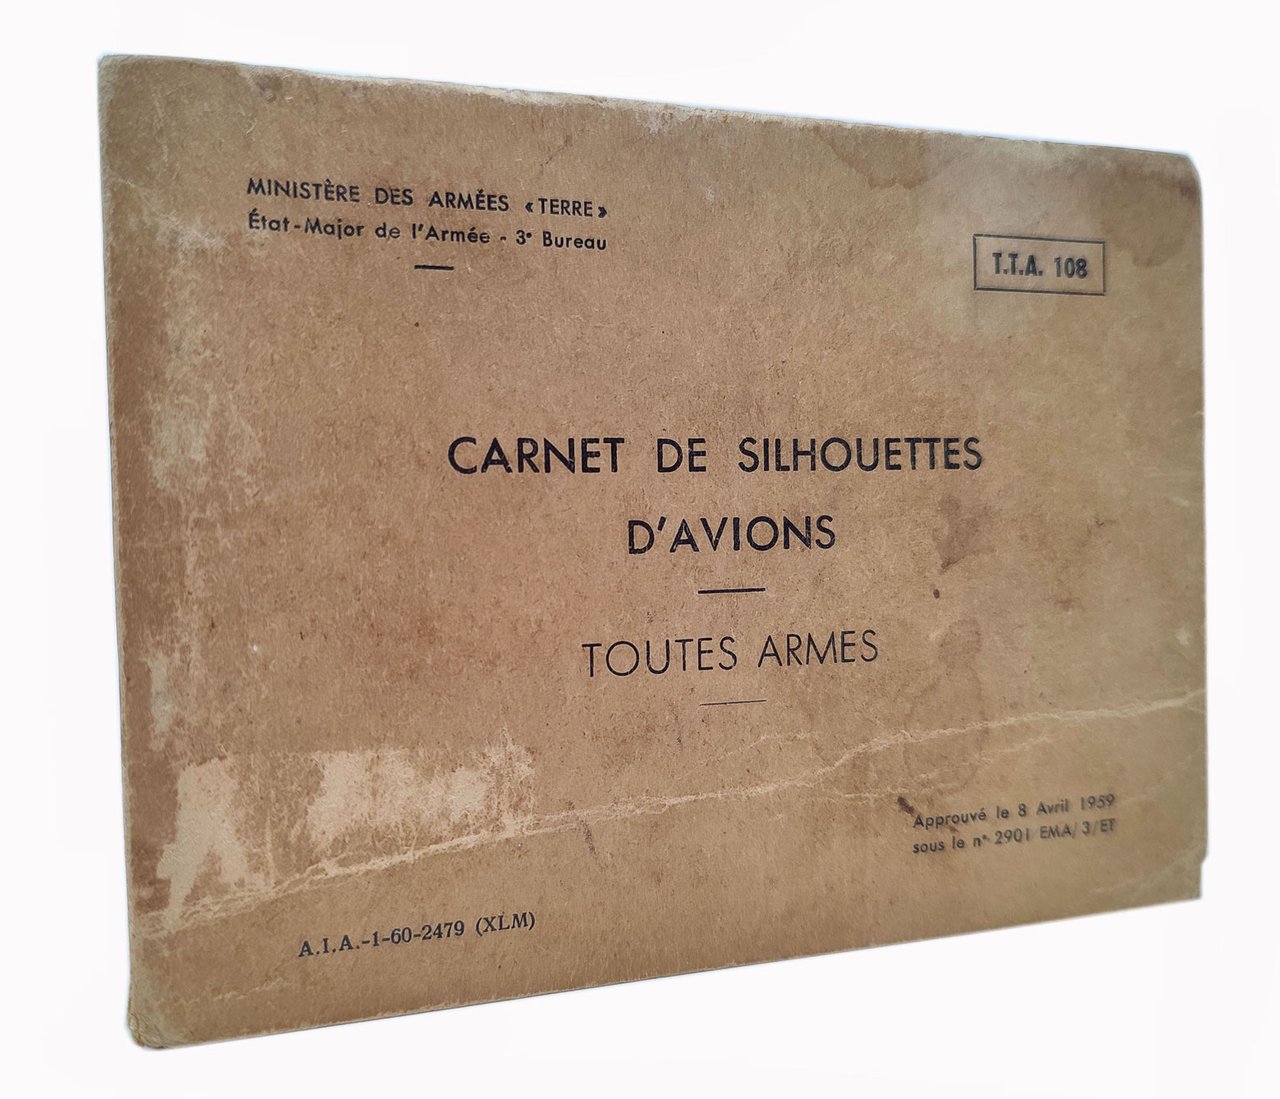 MINISTÈRE DES ARMÉES « TERRE »
État-Major de l'Armée - 3e Bureau
T.T.A. 108
CARNET DE SILHOUETTES
D'AVIONS
TOUTES ARMES
Approuvé le 8 Avril 1959
sous le n° 2901 EMA/3/ET
A.I.A.-1-60-2479 (XLM)